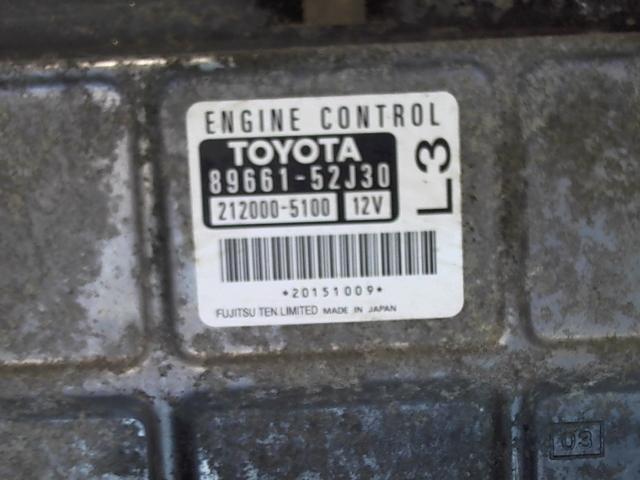 ENGINE CONTROL
TOYOTA
89661-52J30
212000-5100 12V
L3
*20151009*
FUJITSU TEN LIMITED MADE IN JAPAN
03